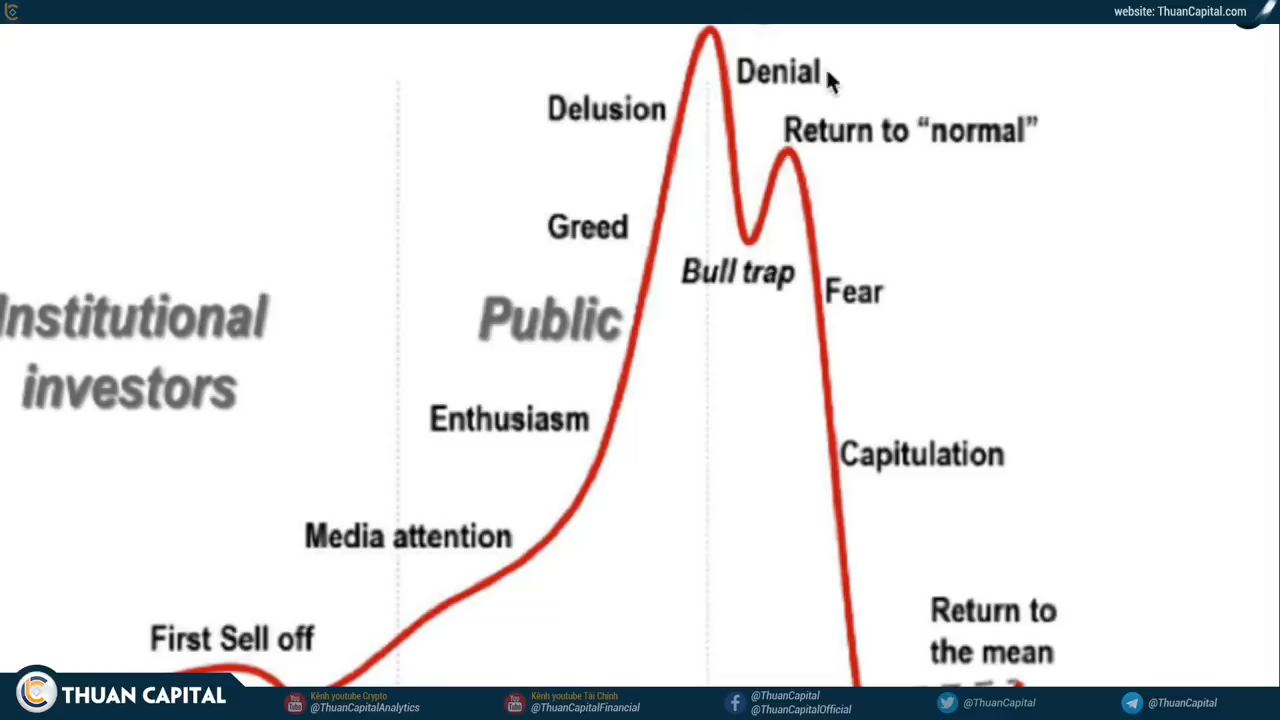 website: ThuanCapital.com
Denial
Delusion
Return to “normal”
Greed
Bull trap
Fear
Institutional
investors
Public
Enthusiasm
Capitulation
Media attention
First Sell off
Return to
the mean
THUAN CAPITAL
Kênh youtube Crypto
@ThuanCapitalAnalytics
Kênh youtube Tài Chính
@ThuanCapitalFinancial
@ThuanCapital
@ThuanCapitalOfficial
@ThuanCapital
@ThuanCapital